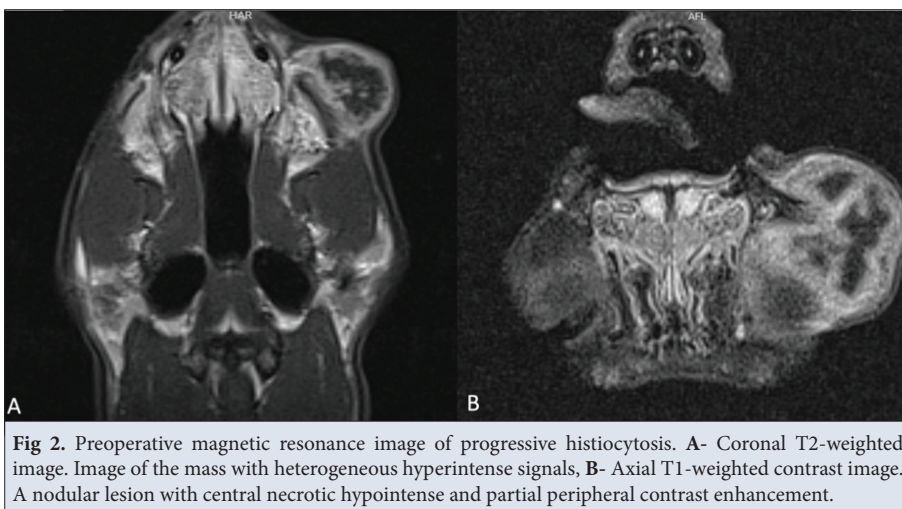 HAR
AFL
A
B
Fig 2. Preoperative magnetic resonance image of progressive histiocytosis. A- Coronal T2-weighted
image. Image of the mass with heterogeneous hyperintense signals, B- Axial T1-weighted contrast image.
A nodular lesion with central necrotic hypointense and partial peripheral contrast enhancement.